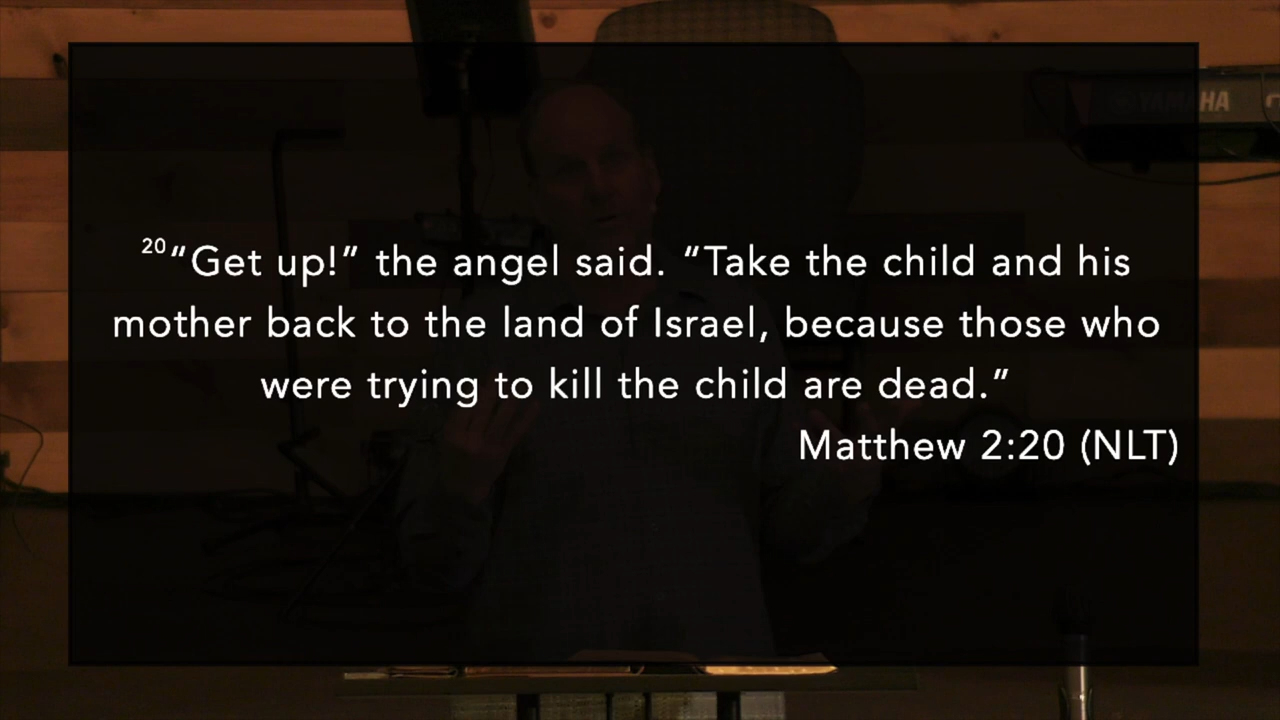 YAMAHA
20 “Get up!” the angel said. “Take the child and his
mother back to the land of Israel, because those who
were trying to kill the child are dead.”
Matthew 2:20 (NLT)